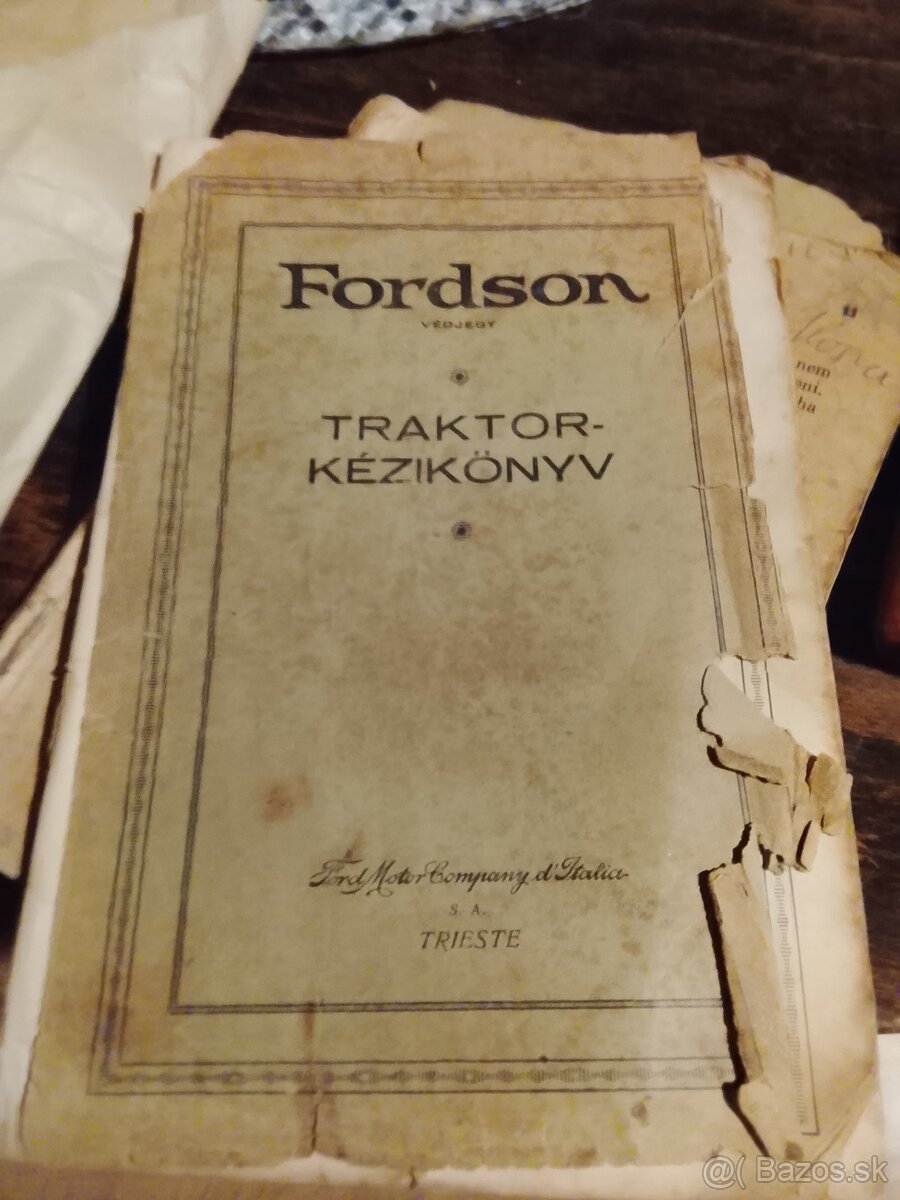 Fordson
VÉDJEGY
TRAKTOR-
KÉZIKÖNYV
Ford Motor Company d'Italia
S. A.
TRIESTE
nem
ha
@( Bazos.sk